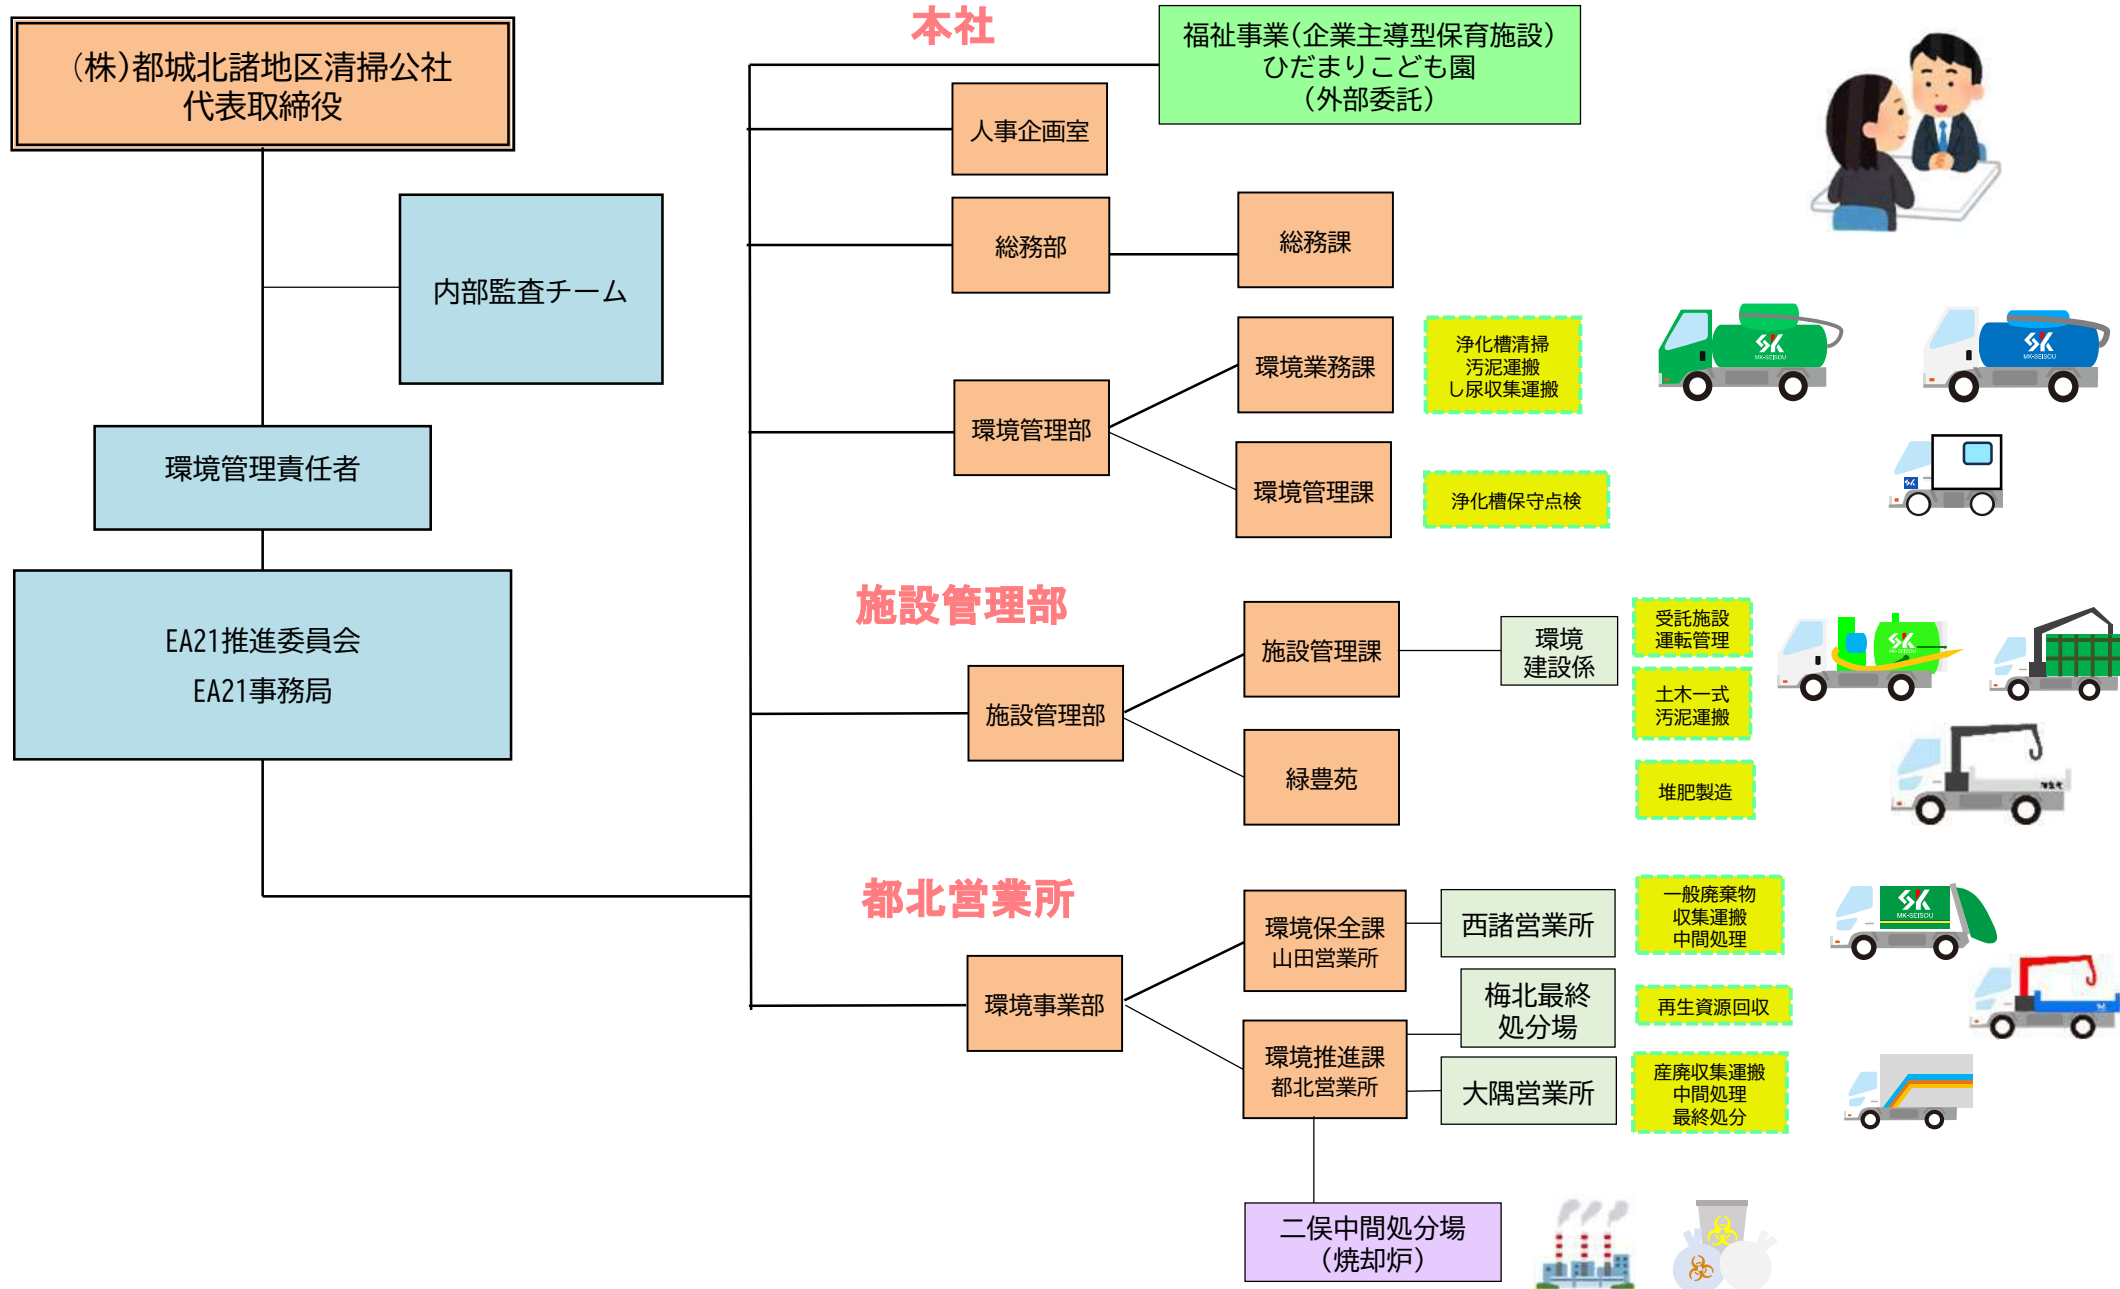 (株)都城北諸地区清掃公社
代表取締役
内部監査チーム
環境管理責任者
EA21推進委員会
EA21事務局
本社
福祉事業(企業主導型保育施設)
ひだまりこども園
(外部委託)
人事企画室
総務部
総務課
環境管理部
環境業務課
浄化槽清掃
汚泥運搬
し尿収集運搬
環境管理課
浄化槽保守点検
SK
MK-SEISOU
SK
MK-SEISOU
SK
施設管理部
施設管理部
施設管理課
環境
建設係
受託施設
運転管理
土木一式
汚泥運搬
緑豊苑
堆肥製造
SK
MK-SEISOU
都北営業所
環境事業部
環境保全課
山田営業所
西諸営業所
一般廃棄物
収集運搬
中間処理
梅北最終
処分場
再生資源回収
環境推進課
都北営業所
大隅営業所
産廃収集運搬
中間処理
最終処分
二俣中間処分場
(焼却炉)
SK
MK-SEISOU